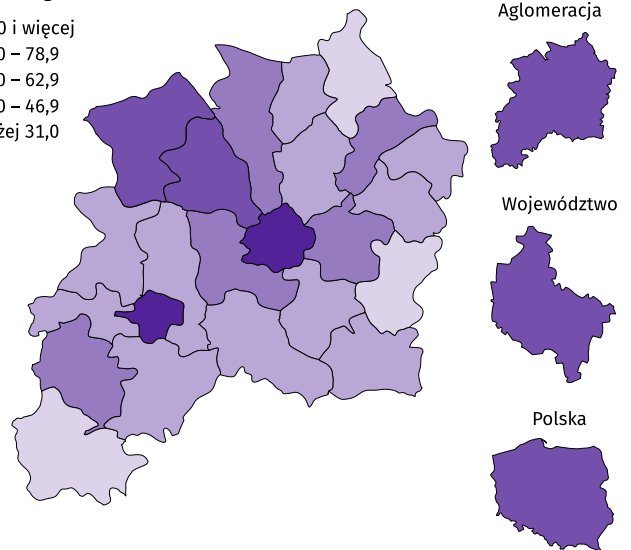 0 i więcej
0 – 78,9
0 – 62,9
0 – 46,9
żej 31,0
Aglomeracja
Województwo
Polska